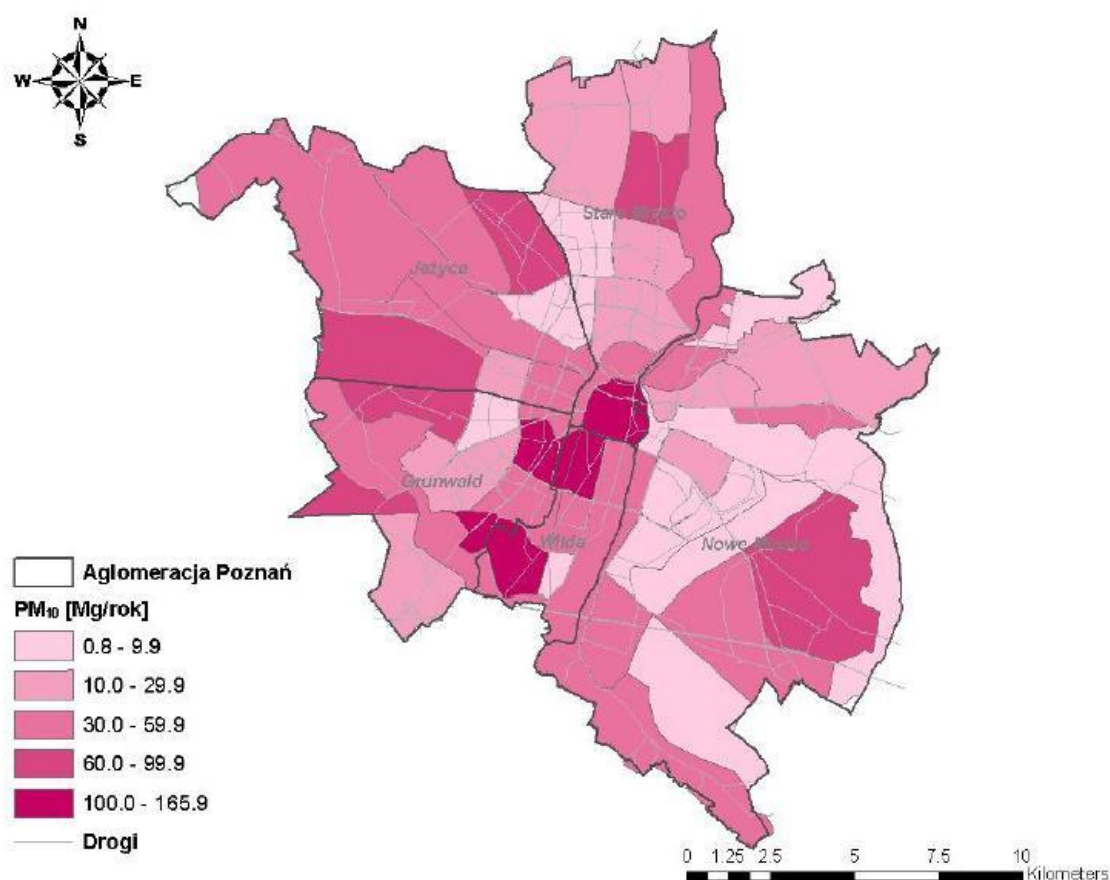 N
W E
S
Stare Miasto
Jeżyce
Grunwald
Wilda
Nowe Miasto
Aglomeracja Poznań
PM₁₀ [Mg/rok]
0.8 - 9.9
10.0 - 29.9
30.0 - 59.9
60.0 - 99.9
100.0 - 165.9
Drogi
0 1.25 2.5 5 7.5 10
Kilometers